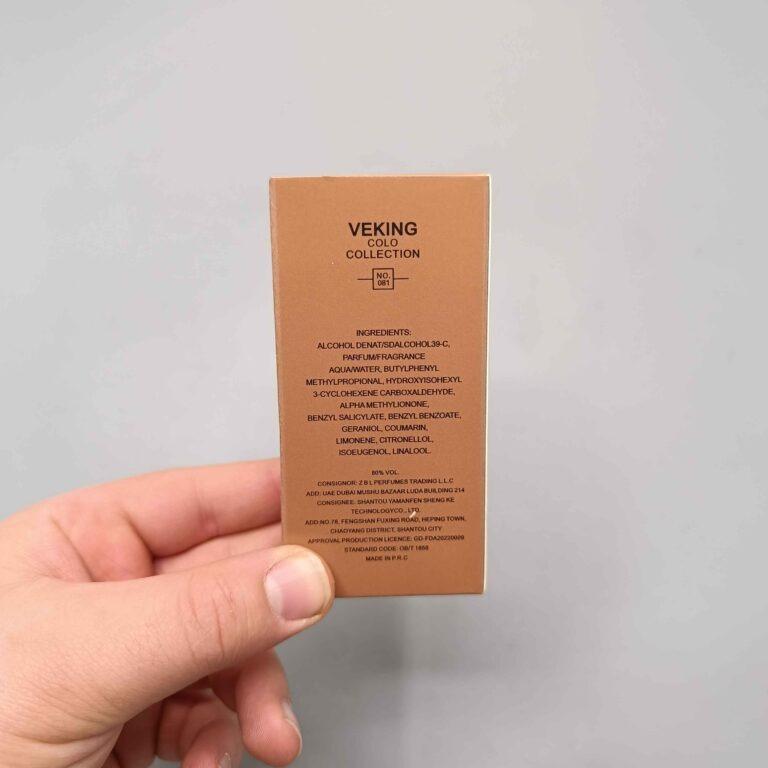 VEKING
COLO
COLLECTION
NO.
081
INGREDIENTS:
ALCOHOL DENAT/SDALCOHOL39-C,
PARFUM/FRAGRANCE
AQUA/WATER, BUTYLPHENYL
METHYLPROPIONAL, HYDROXYISOHEXYL
3-CYCLOHEXENE CARBOXALDEHYDE,
ALPHA METHYLIONONE,
BENZYL SALICYLATE, BENZYL BENZOATE,
GERANIOL, COUMARIN,
LIMONENE, CITRONELLOL,
ISOEUGENOL, LINALOOL.
80% VOL.
CONSIGNOR: Z B L PERFUMES TRADING L.L.C
ADD: UAE DUBAI MUSHU BAZAAR LUDA BUILDING 214
CONSIGNEE: SHANTOU YAMANFEN SHENG KE
TECHNOLOGYCO., LTD.
ADD:NO.78, FENGSHAN FUXING ROAD, HEPING TOWN,
CHAOYANG DISTRICT, SHANTOU CITY
APPROVAL PRODUCTION LICENCE: GD-FDA20220009
STANDARD CODE: QB/T 1858
MADE IN P.R.C